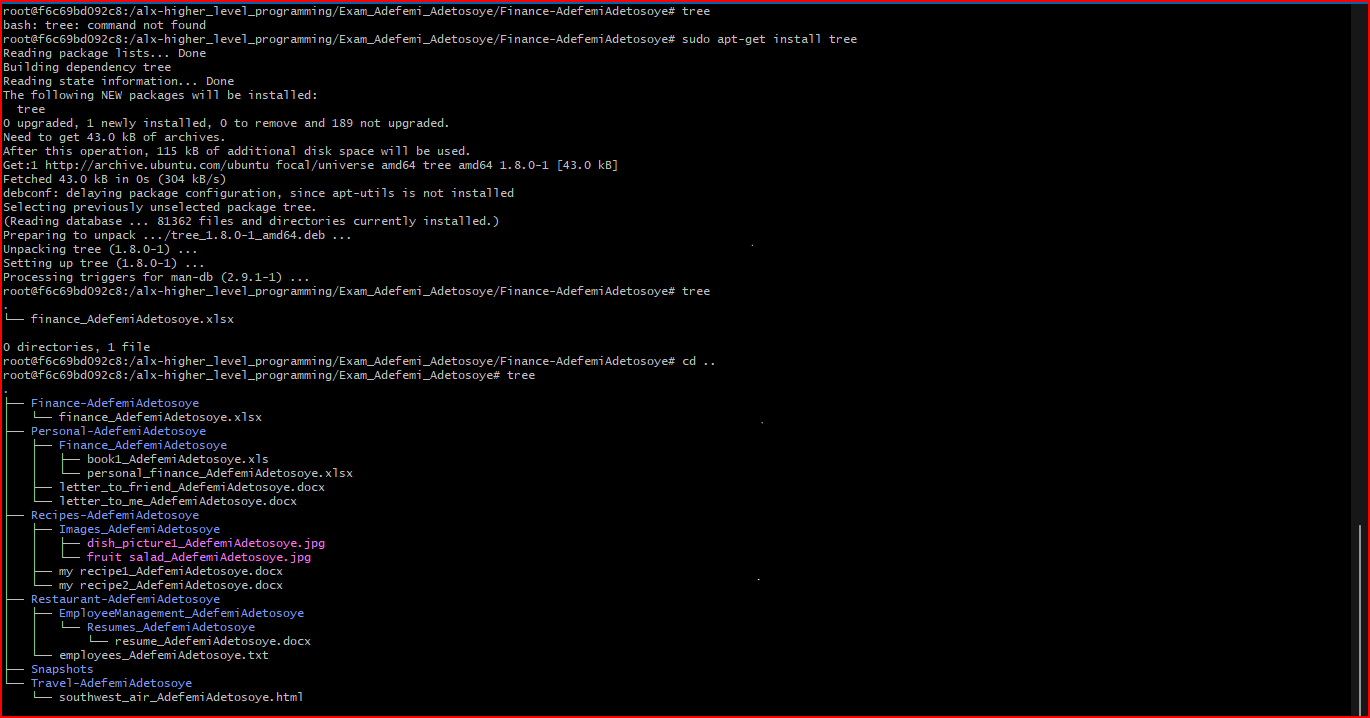 root@f6c69bd092c8:/alx-higher_level_programming/Exam_Adefemi_Adetosoye/Finance-AdefemiAdetosoye# tree
bash: tree: command not found
root@f6c69bd092c8:/alx-higher_level_programming/Exam_Adefemi_Adetosoye/Finance-AdefemiAdetosoye# sudo apt-get install tree
Reading package lists... Done
Building dependency tree
Reading state information... Done
The following NEW packages will be installed:
  tree
0 upgraded, 1 newly installed, 0 to remove and 189 not upgraded.
Need to get 43.0 kB of archives.
After this operation, 115 kB of additional disk space will be used.
Get:1 http://archive.ubuntu.com/ubuntu focal/universe amd64 tree amd64 1.8.0-1 [43.0 kB]
Fetched 43.0 kB in 0s (304 kB/s)
debconf: delaying package configuration, since apt-utils is not installed
Selecting previously unselected package tree.
(Reading database ... 81362 files and directories currently installed.)
Preparing to unpack .../tree_1.8.0-1_amd64.deb ...
Unpacking tree (1.8.0-1) ...
Setting up tree (1.8.0-1) ...
Processing triggers for man-db (2.9.1-1) ...
root@f6c69bd092c8:/alx-higher_level_programming/Exam_Adefemi_Adetosoye/Finance-AdefemiAdetosoye# tree
.
└── finance_AdefemiAdetosoye.xlsx

0 directories, 1 file
root@f6c69bd092c8:/alx-higher_level_programming/Exam_Adefemi_Adetosoye/Finance-AdefemiAdetosoye# cd ..
root@f6c69bd092c8:/alx-higher_level_programming/Exam_Adefemi_Adetosoye# tree
.
├── Finance-AdefemiAdetosoye
│   └── finance_AdefemiAdetosoye.xlsx
├── Personal-AdefemiAdetosoye
│   ├── Finance_AdefemiAdetosoye
│   │   ├── book1_AdefemiAdetosoye.xls
│   │   └── personal_finance_AdefemiAdetosoye.xlsx
│   ├── letter_to_friend_AdefemiAdetosoye.docx
│   └── letter_to_me_AdefemiAdetosoye.docx
├── Recipes-AdefemiAdetosoye
│   ├── Images_AdefemiAdetosoye
│   │   ├── dish_picture1_AdefemiAdetosoye.jpg
│   │   └── fruit salad_AdefemiAdetosoye.jpg
│   ├── my recipe1_AdefemiAdetosoye.docx
│   └── my recipe2_AdefemiAdetosoye.docx
├── Restaurant-AdefemiAdetosoye
│   ├── EmployeeManagement_AdefemiAdetosoye
│   │   └── Resumes_AdefemiAdetosoye
│   │       └── resume_AdefemiAdetosoye.docx
│   └── employees_AdefemiAdetosoye.txt
├── Snapshots
└── Travel-AdefemiAdetosoye
    └── southwest_air_AdefemiAdetosoye.html